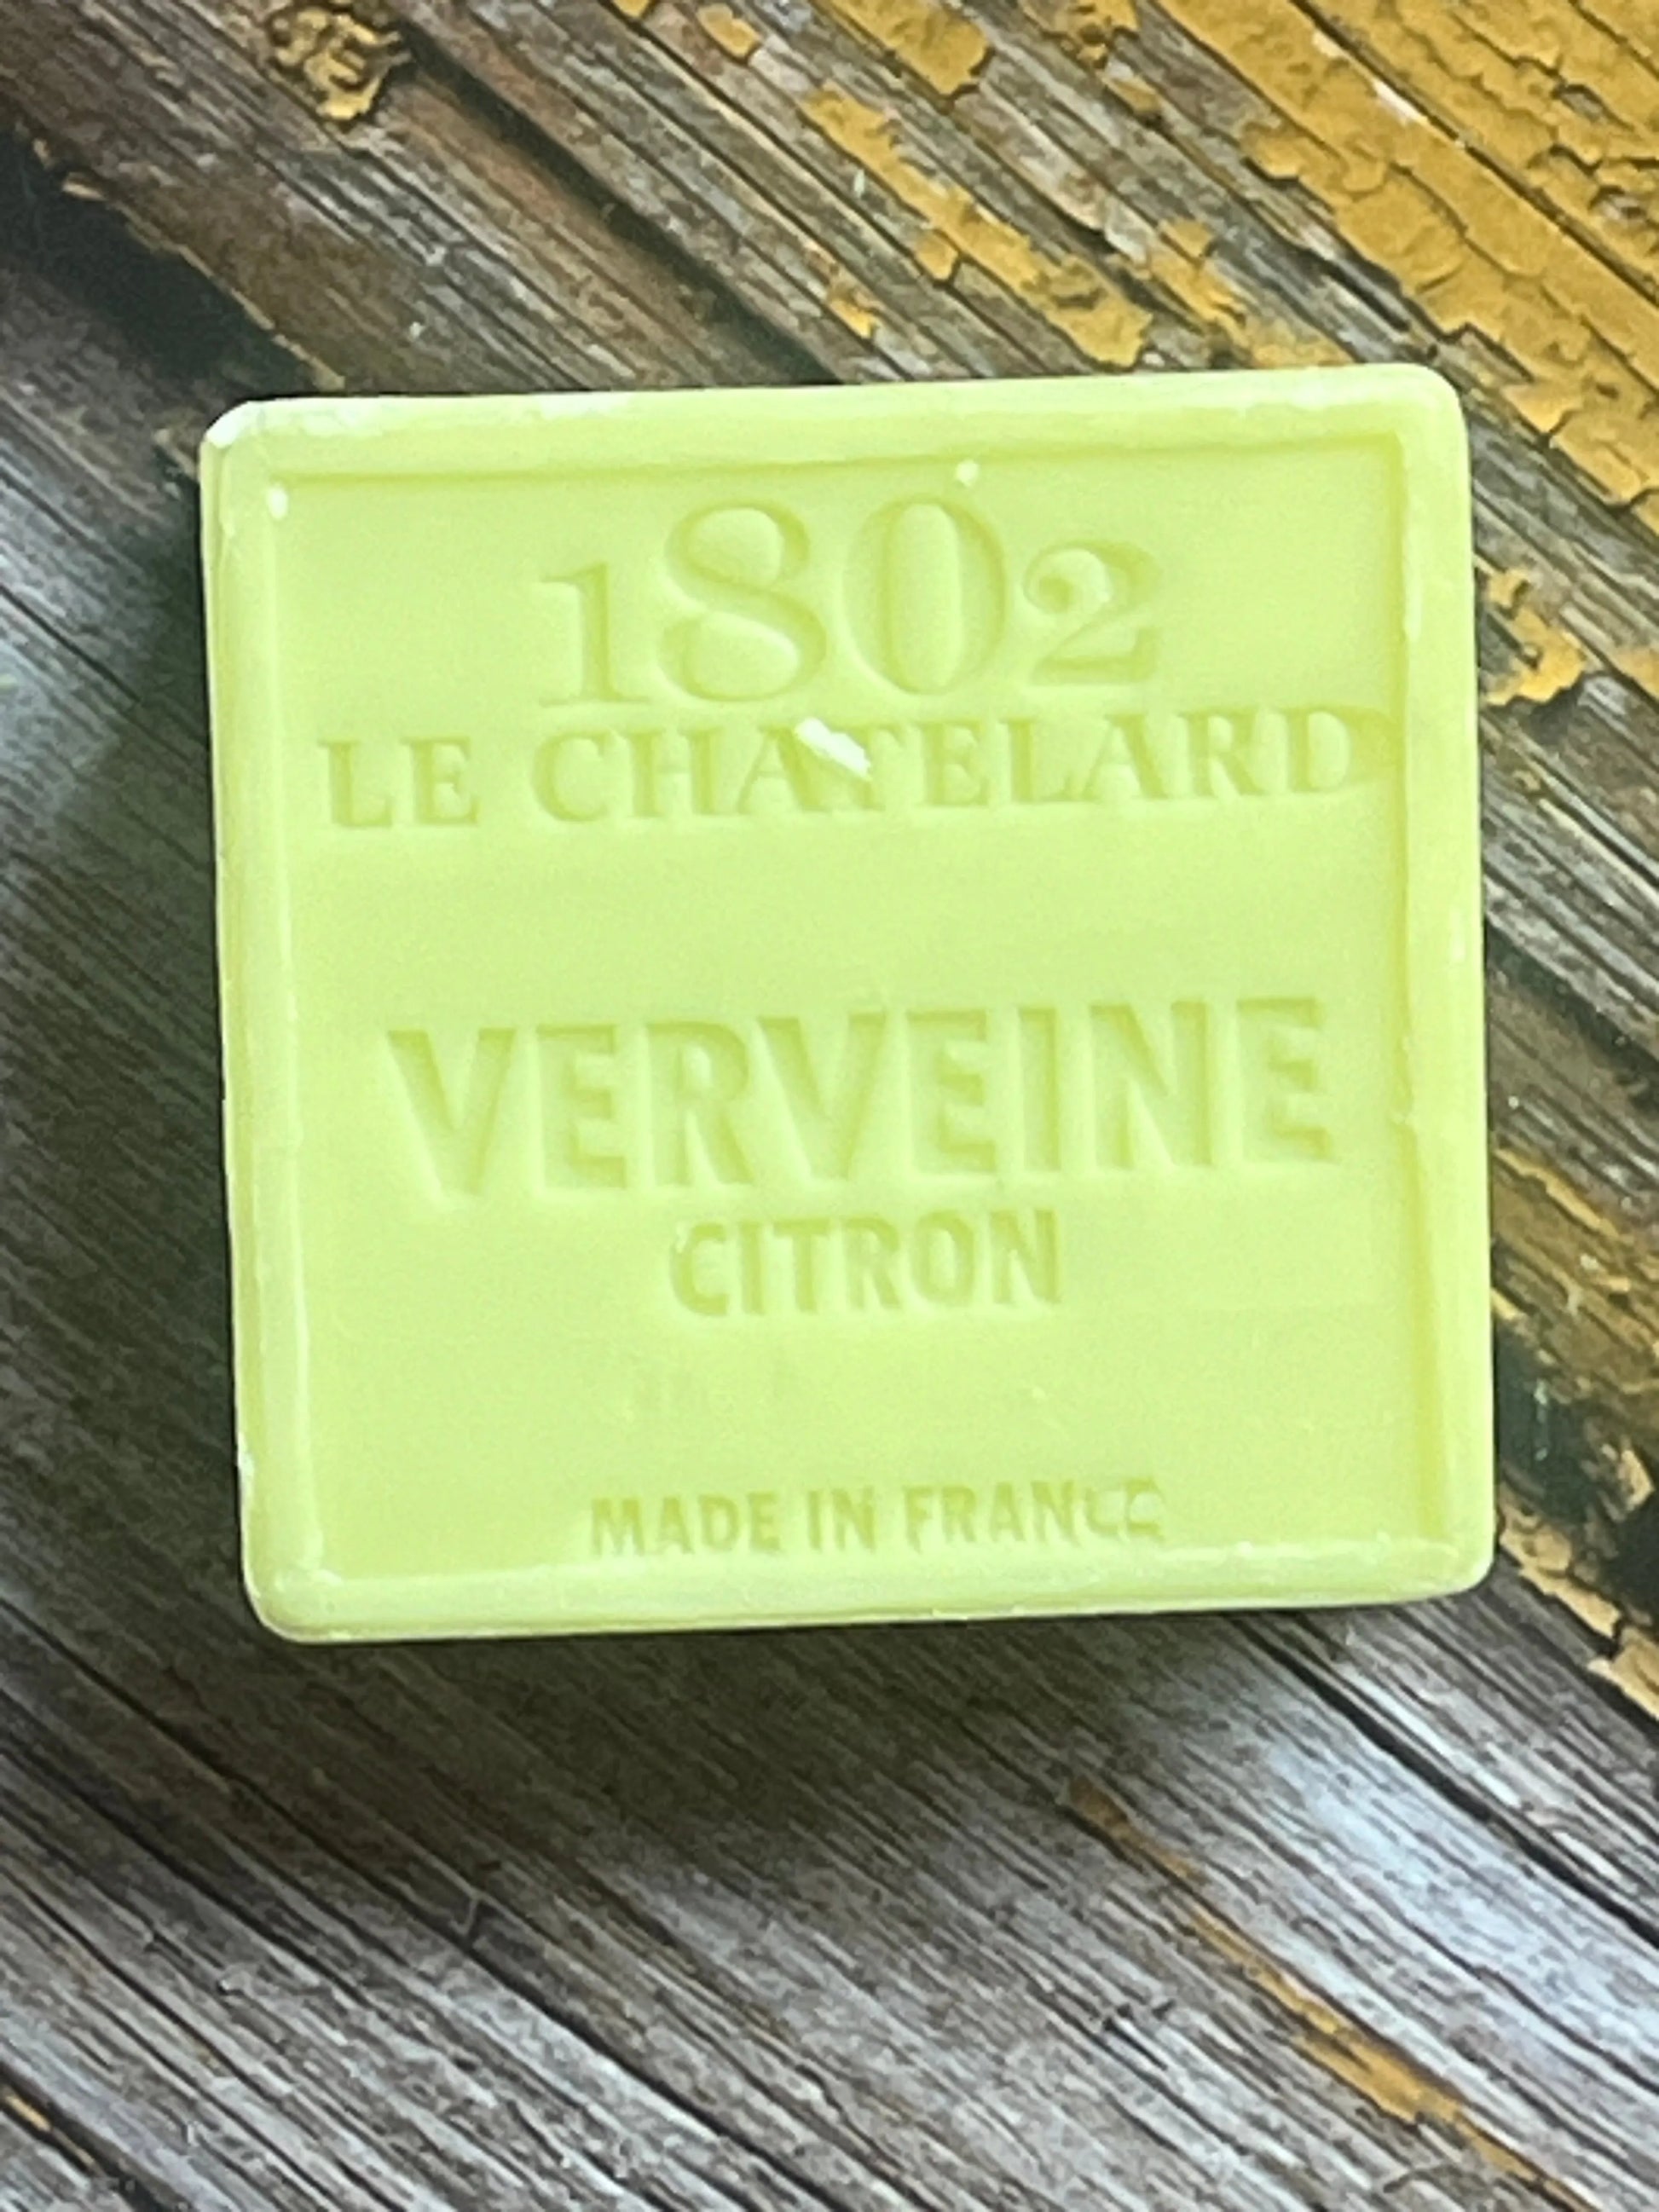 1802
LE CHATELARD
VERVEINE
CITRON
MADE IN FRANCE